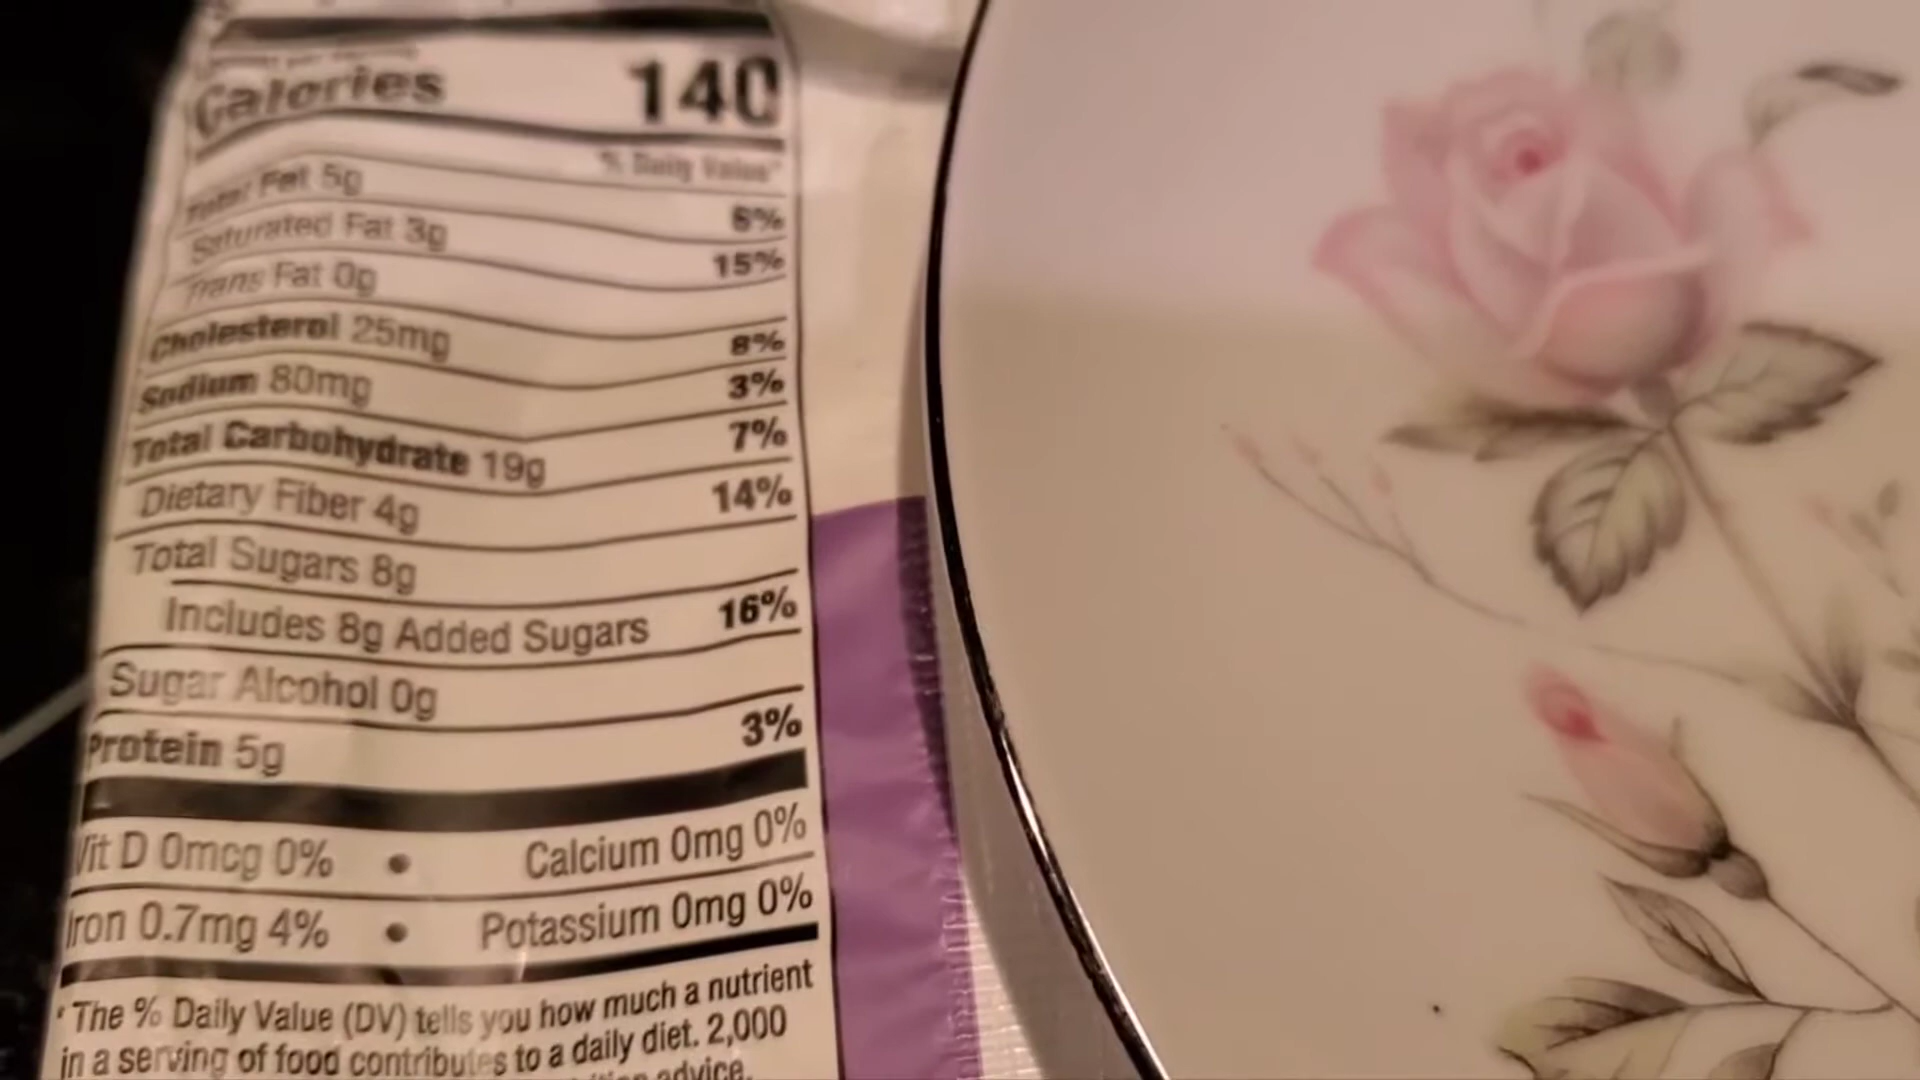 Calories 140
% Daily Value*
Total Fat 5g 6%
Saturated Fat 3g 15%
Trans Fat 0g
Cholesterol 25mg 8%
Sodium 80mg 3%
Total Carbohydrate 19g 7%
Dietary Fiber 4g 14%
Total Sugars 8g
Includes 8g Added Sugars 16%
Sugar Alcohol 0g
Protein 5g 3%
Vit D 0mcg 0% • Calcium 0mg 0%
Iron 0.7mg 4% • Potassium 0mg 0%
* The % Daily Value (DV) tells you how much a nutrient
in a serving of food contributes to a daily diet. 2,000
advice.